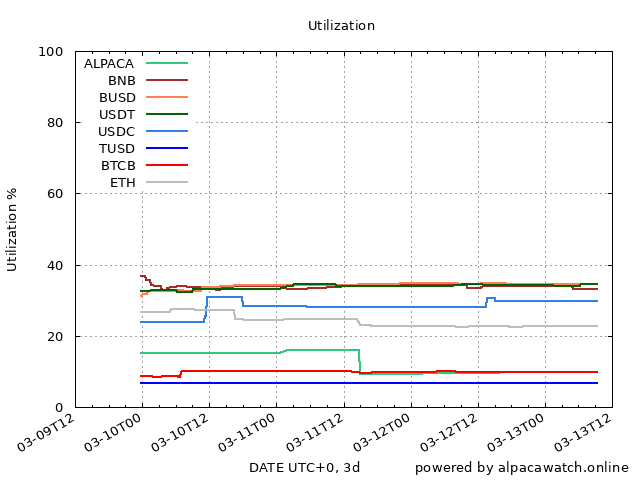 Utilization
Utilization %
100
80
60
40
20
0
ALPACA
BNB
BUSD
USDT
USDC
TUSD
BTCB
ETH
03-09T12
03-10T00
03-10T12
03-11T00
03-11T12
03-12T00
03-12T12
03-13T00
03-13T12
DATE UTC+0, 3d
powered by alpacawatch.online